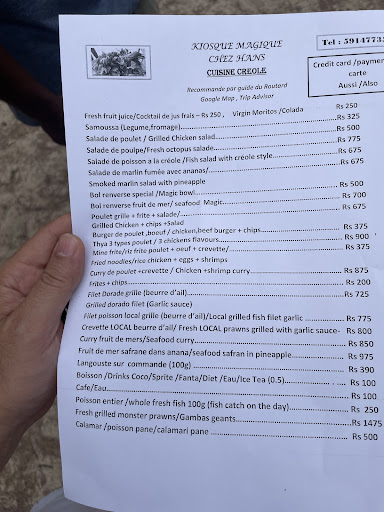 KIOSQUE MAGIQUE
CHEZ HANS
CUISINE CREOLE
Recommande par guide du Routard
Google Map , Trip Advisor
Tel : 5914773
Credit card /paymen
carte
Aussi /Also
Fresh fruit juice/Cocktail de jus frais – Rs 250 , Virgin Moritos /Colada Rs 250
Samoussa (Legume,fromage)........ Rs 325
Salade de poulet / Grilled Chicken salad........ Rs 500
Salade de poulpe/Fresh octopus salade........ Rs 775
Salade de poisson a la créole /Fish salad with créole style........ Rs 675
Salade de marlin fumée avec ananas/........Rs 675
Smoked marlin salad with pineapple
Bol renverse special /Magic bowl........ Rs 500
Bol renverse fruit de mer/ seafood Magic........ Rs 700
Poulet grille + frite + salade/........ Rs 675
Grilled Chicken + chips +Salad
Burger de poulet ,boeuf / chicken,beef burger + chips........ Rs 375
Thya 3 types poulet / 3 chickens flavours........Rs 900
Mine frite/riz frite poulet + oeuf + crevette/........ Rs 375
Fried noodles/rice chicken + eggs + shrimps
Curry de poulet +crevette / Chicken +shrimp curry........ Rs 875
Frites + chips........Rs 200
Filet Dorade grille (beurre d'ail)........ Rs 725
Grilled dorado filet (Garlic sauce)
Filet poisson local grille (beurre d'ail)/Local grilled fish filet garlic ........ Rs 775
Crevette LOCAL beurre d'ail/ Fresh LOCAL prawns grilled with garlic sauce- Rs 800
Curry fruit de mers/Seafood curry........Rs 850
Fruit de mer safrane dans anana/seafood safran in pineapple........Rs 975
Langouste sur commande (100g)........ Rs 390
Boisson /Drinks Coco/Sprite /Fanta/Diet /Eau/Ice Tea (0.5)........ Rs 100
Cafe/Eau........ Rs 100
Poisson entier /whole fresh fish 100g (fish catch on the day)........ Rs 250
Fresh grilled monster prawns/Gambas geants........Rs 1475
Calamar /poisson pane/calamari pane ........ Rs 500